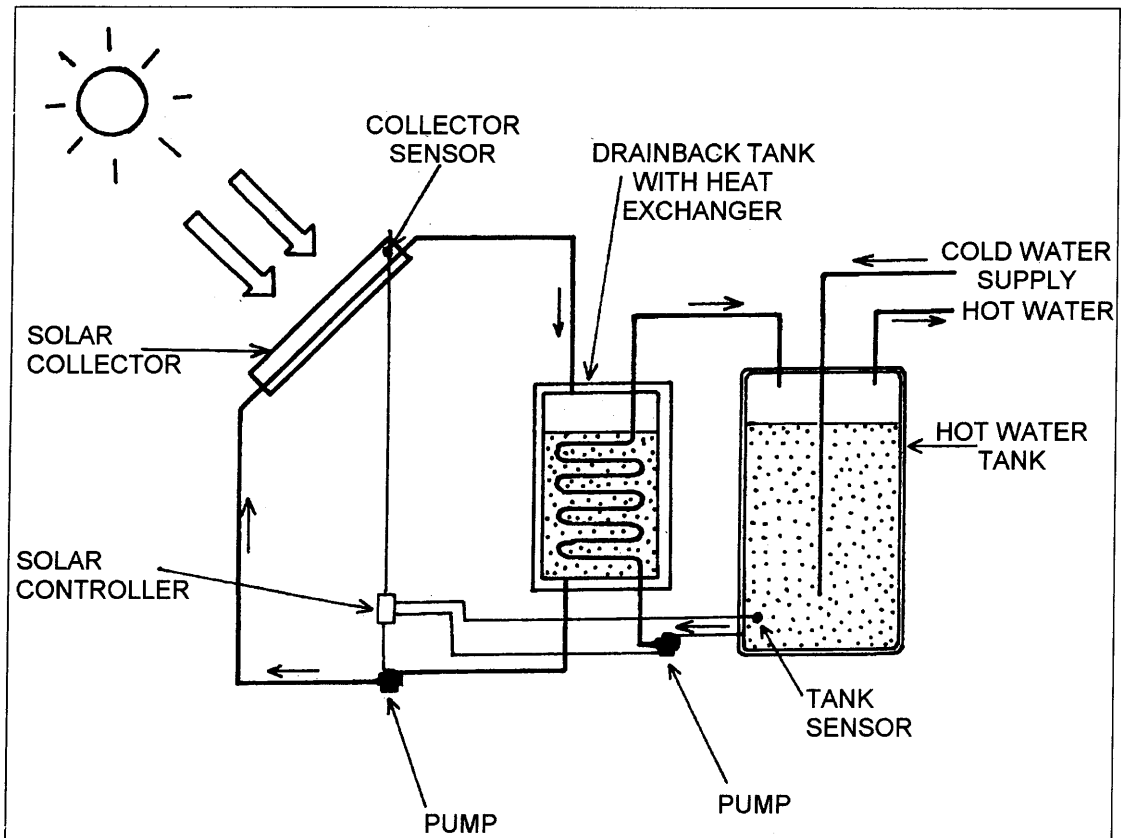 COLLECTOR
SENSOR
DRAINBACK TANK
WITH HEAT
EXCHANGER
COLD WATER
SUPPLY
HOT WATER
SOLAR
COLLECTOR
HOT WATER
TANK
SOLAR
CONTROLLER
TANK
SENSOR
PUMP
PUMP